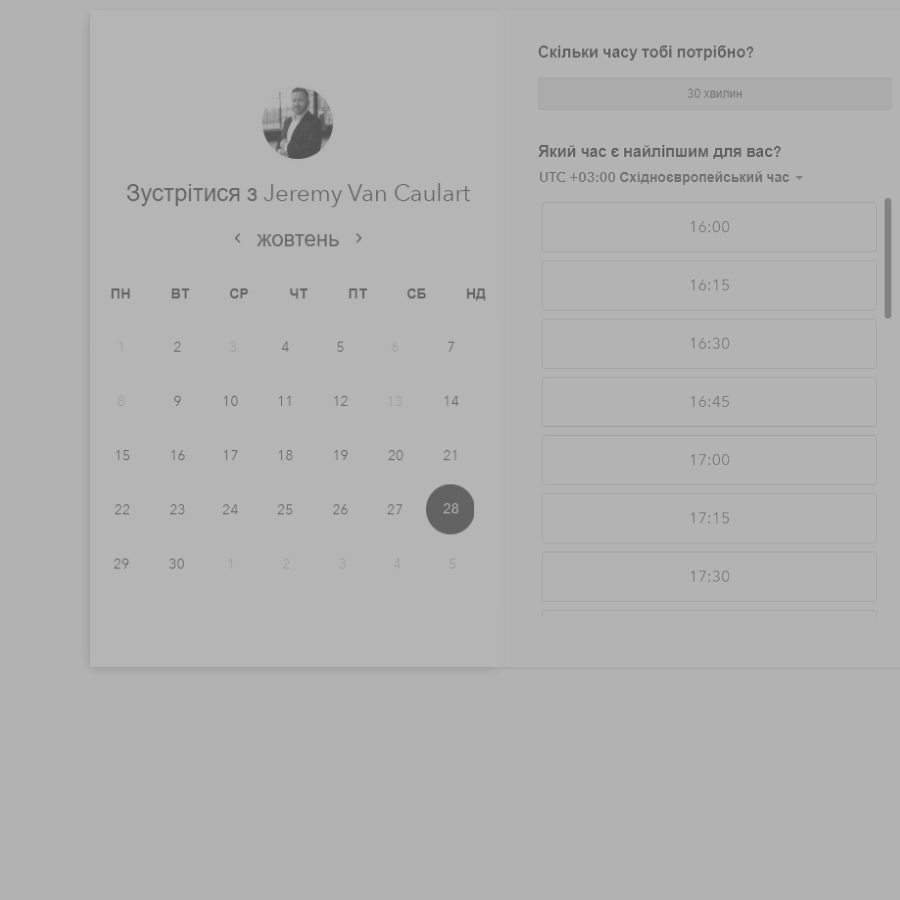 Зустрітися з Jeremy Van Caulart
жовтень
ПН ВТ СР ЧТ ПТ СБ НД
1 2 3 4 5 6 7
8 9 10 11 12 13 14
15 16 17 18 19 20 21
22 23 24 25 26 27 28
29 30 1 2 3 4 5
Скільки часу тобі потрібно?
30 хвилин
Який час є найліпшим для вас?
UTC +03:00 Східноєвропейський час
16:00
16:15
16:30
16:45
17:00
17:15
17:30